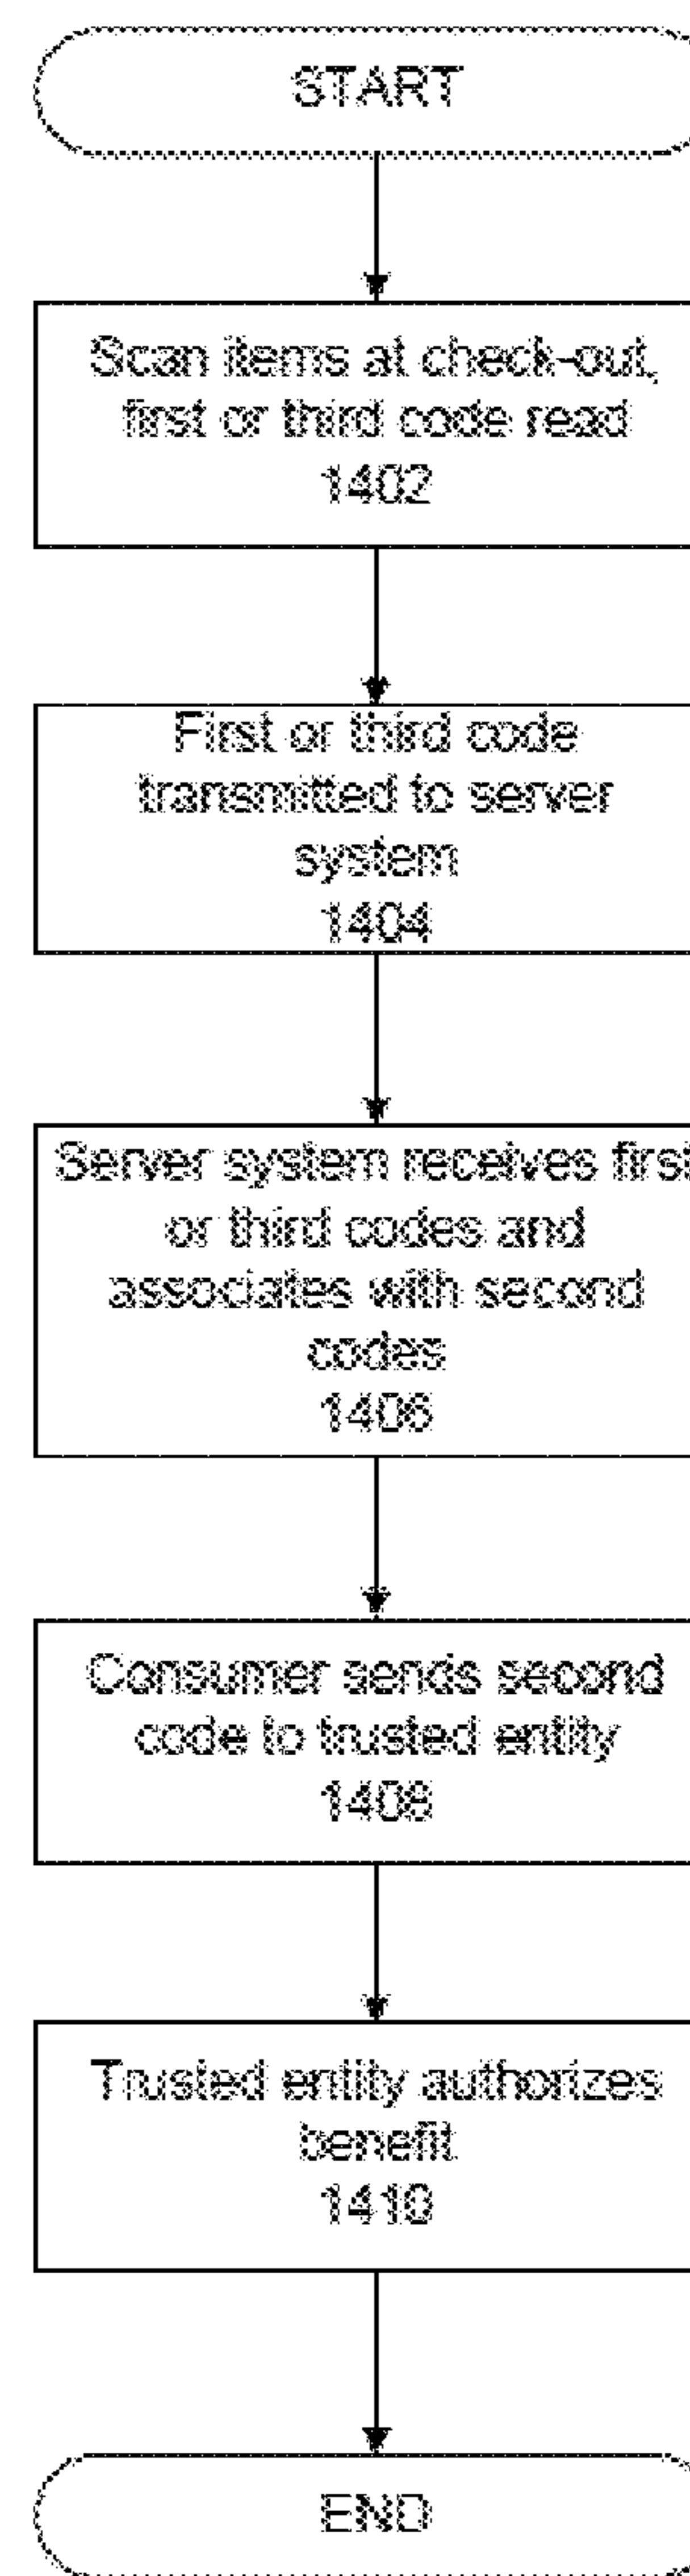 START
Scan items at check-out,
first or third code read
1402
First or third code
transmitted to server
system
1404
Server system receives first
or third codes and
associates with second
codes
1406
Consumer sends second
code to trusted entity
1408
Trusted entity authorizes
benefit
1410
END